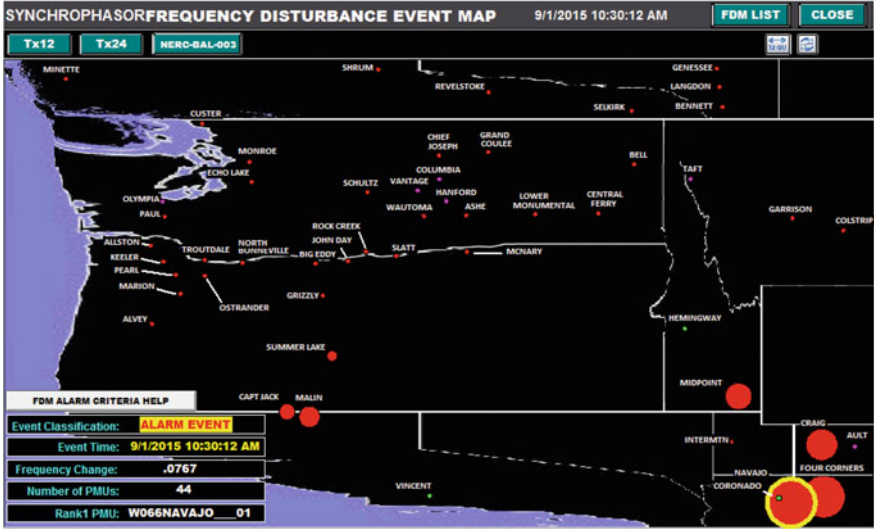 SYNCHROPHASORFREQUENCY DISTURBANCE EVENT MAP 9/1/2015 10:30:12 AM FDM LIST CLOSE
Tx12 Tx24 NERC-BAL-003
MINETTE
SHRUM
GENESSEE
REVELSTOKE
LANGDON
SELKIRK
BENNETT
CUSTER
CHIEF JOSEPH
GRAND COULEE
MONROE
BELL
ECHO LAKE
COLUMBIA
TAFT
SCHULTZ
VANTAGE
HANFORD
OLYMPIA
LOWER MONUMENTAL
CENTRAL FERRY
PAUL
WAUTOMA
ASHE
GARRISON
COLSTRIP
ROCK CREEK
ALLSTON
TROUTDALE
NORTH BONNEVILLE
JOHN DAY
SLATT
MCNARY
KEELER
BIG EDDY
PEARL
MARION
OSTRANDER
GRIZZLY
ALVEY
HEMINGWAY
SUMMER LAKE
MIDPOINT
FDM ALARM CRITERIA HELP
CAPT JACK
MALIN
Event Classification: ALARM EVENT
CRAIG
AULT
Event Time: 9/1/2015 10:30:12 AM
INTERMTN
Frequency Change: .0767
NAVAJO
FOUR CORNERS
Number of PMUs: 44
VINCENT
CORONADO
Rank1 PMU: W066NAVAJO___01